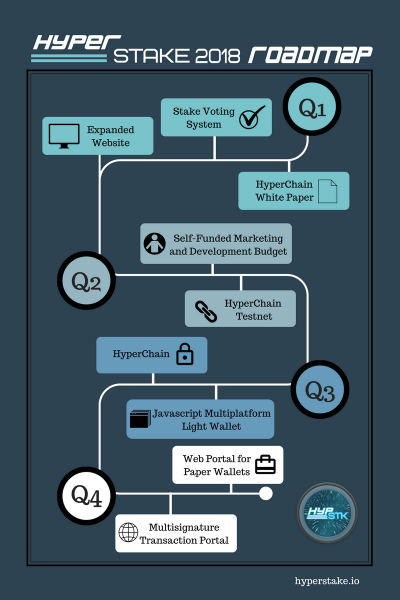 HYPER
STAKE 2018 ROADMAP
Q1
Stake Voting
System
Expanded
Website
HyperChain
White Paper
Self-Funded Marketing
and Development Budget
Q2
HyperChain
Testnet
HyperChain
Q3
Javascript Multiplatform
Light Wallet
Web Portal for
Paper Wallets
Q4
HYP
STK
Multisignature
Transaction Portal
hyperstake.io